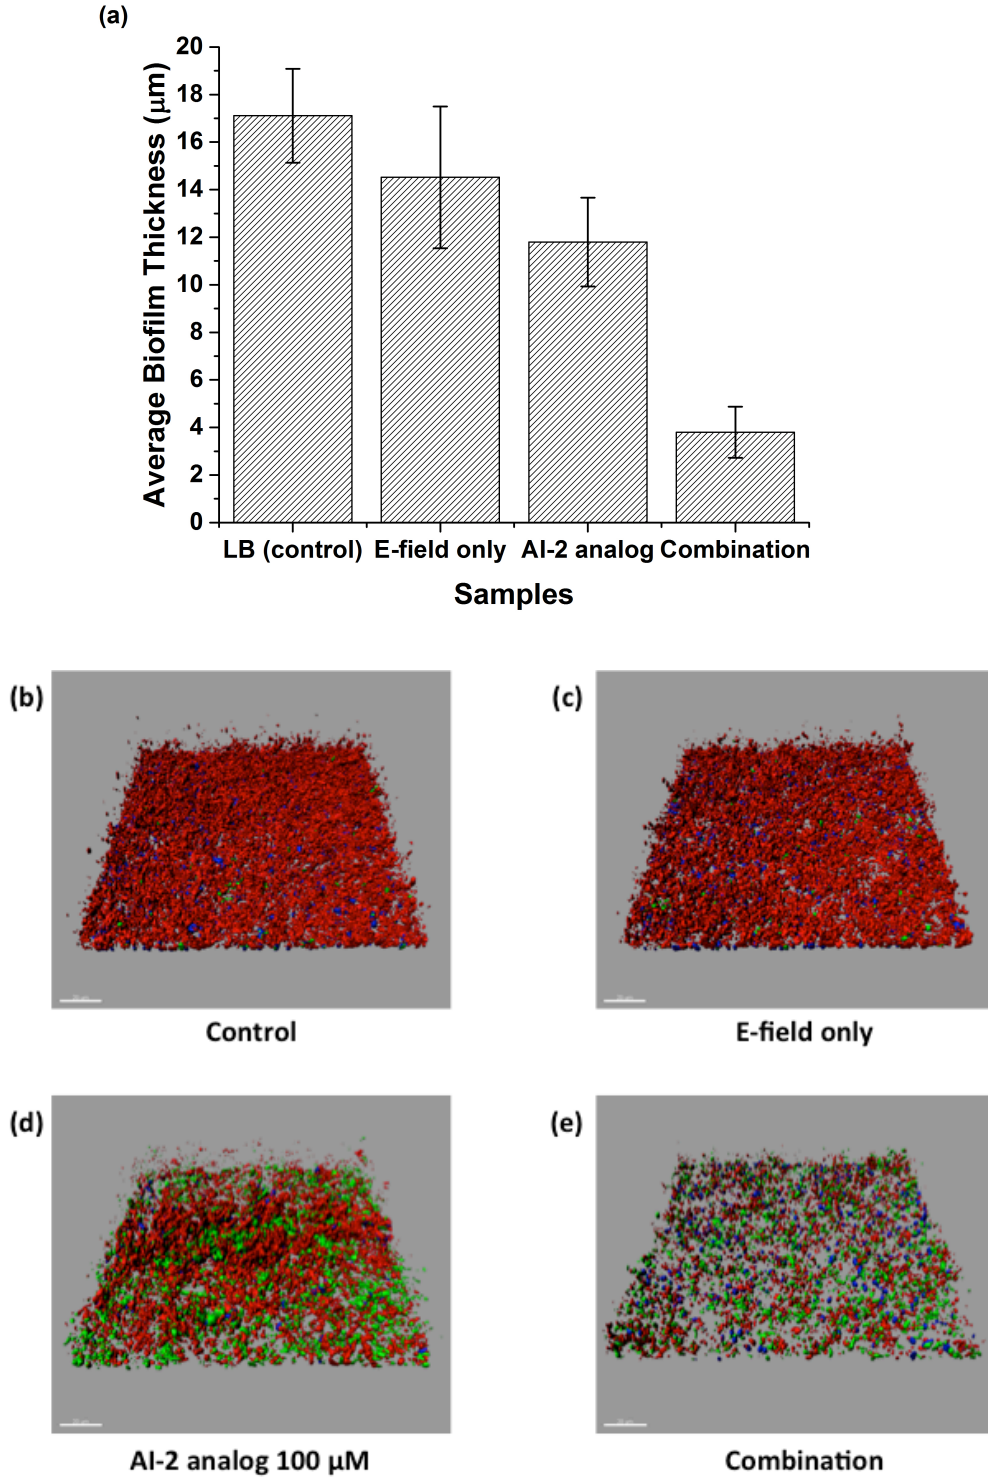 (a)
20
18
16
14
12
10
8
6
4
2
0
Average Biofilm Thickness (μm)
LB (control) E-field only AI-2 analog Combination
Samples
(b)
(c)
Control
E-field only
(d)
(e)
AI-2 analog 100 μM
Combination